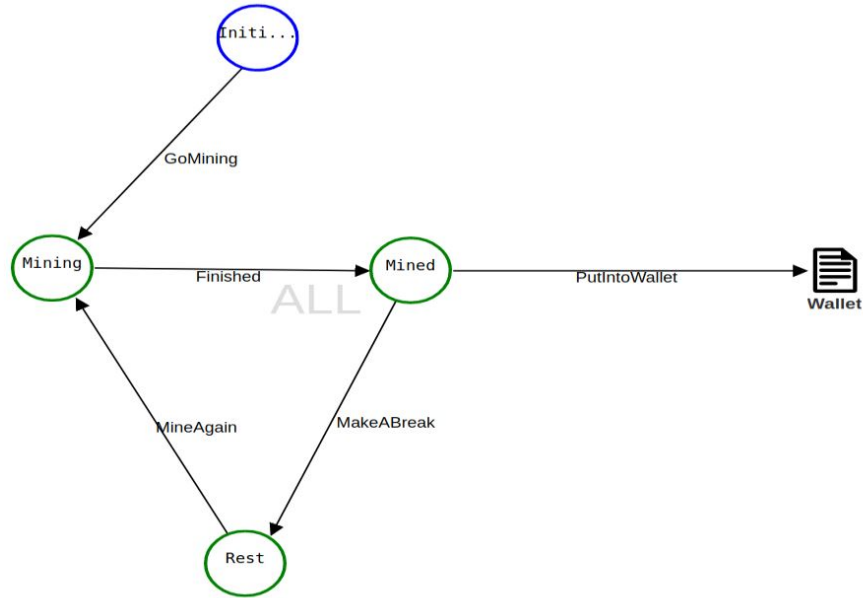 Initi...
GoMining
Mining
Finished
Mined
PutIntoWallet
Wallet
ALL
MineAgain
MakeABreak
Rest